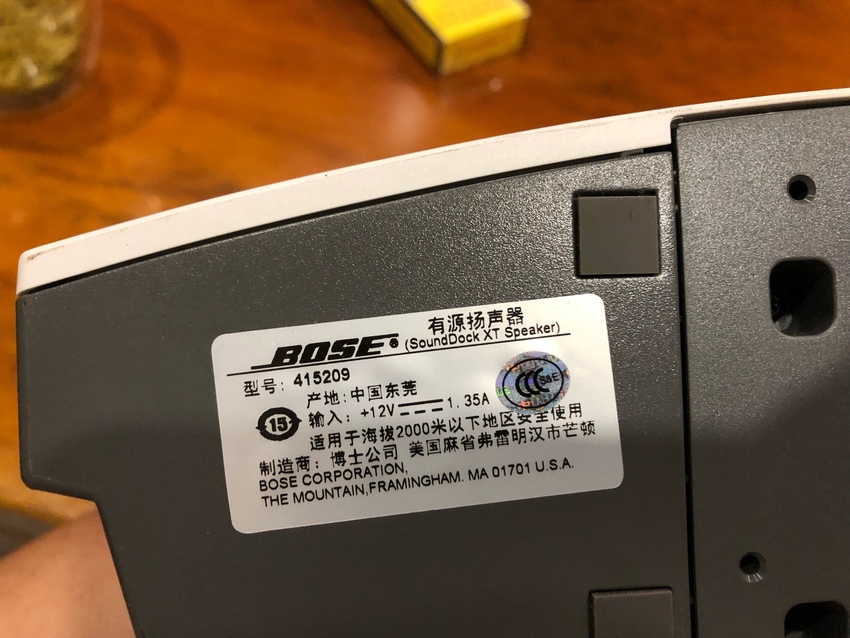 BOSE® 有源扬声器
(SoundDock XT Speaker)
型号: 415209
产地: 中国东莞
15 输入: +12V 1.35A
CCC S&E
适用于海拔2000米以下地区安全使用
制造商: 博士公司 美国麻省弗雷明汉市芒顿
BOSE CORPORATION,
THE MOUNTAIN,FRAMINGHAM. MA 01701 U.S.A.